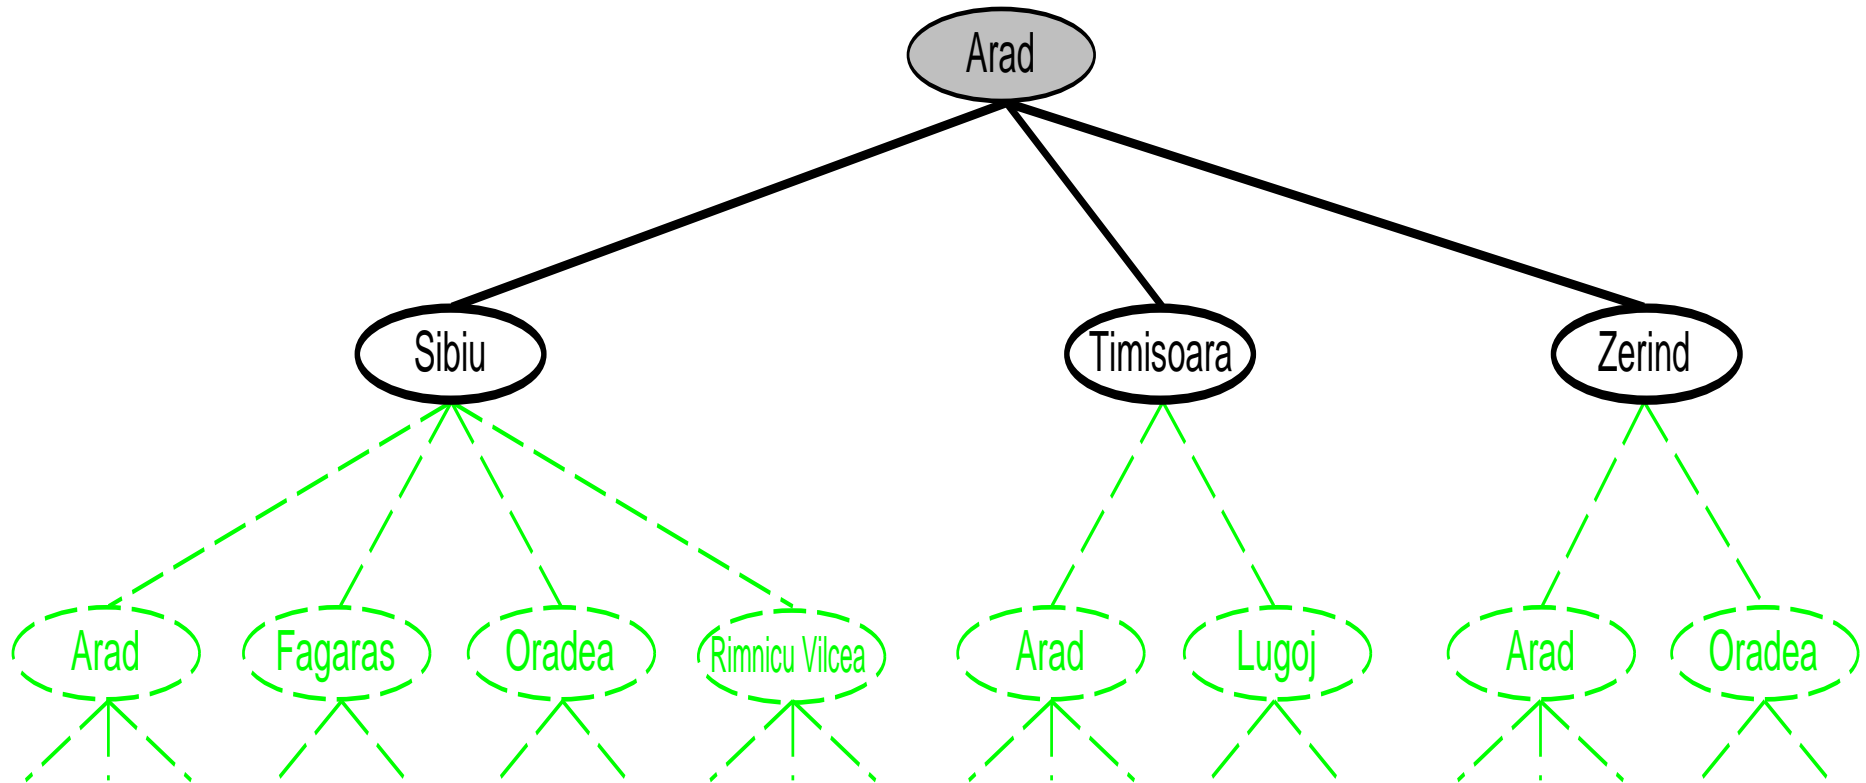 Arad
Sibiu
Timisoara
Zerind
Arad
Fagaras
Oradea
Rimnicu Vilcea
Arad
Lugoj
Arad
Oradea